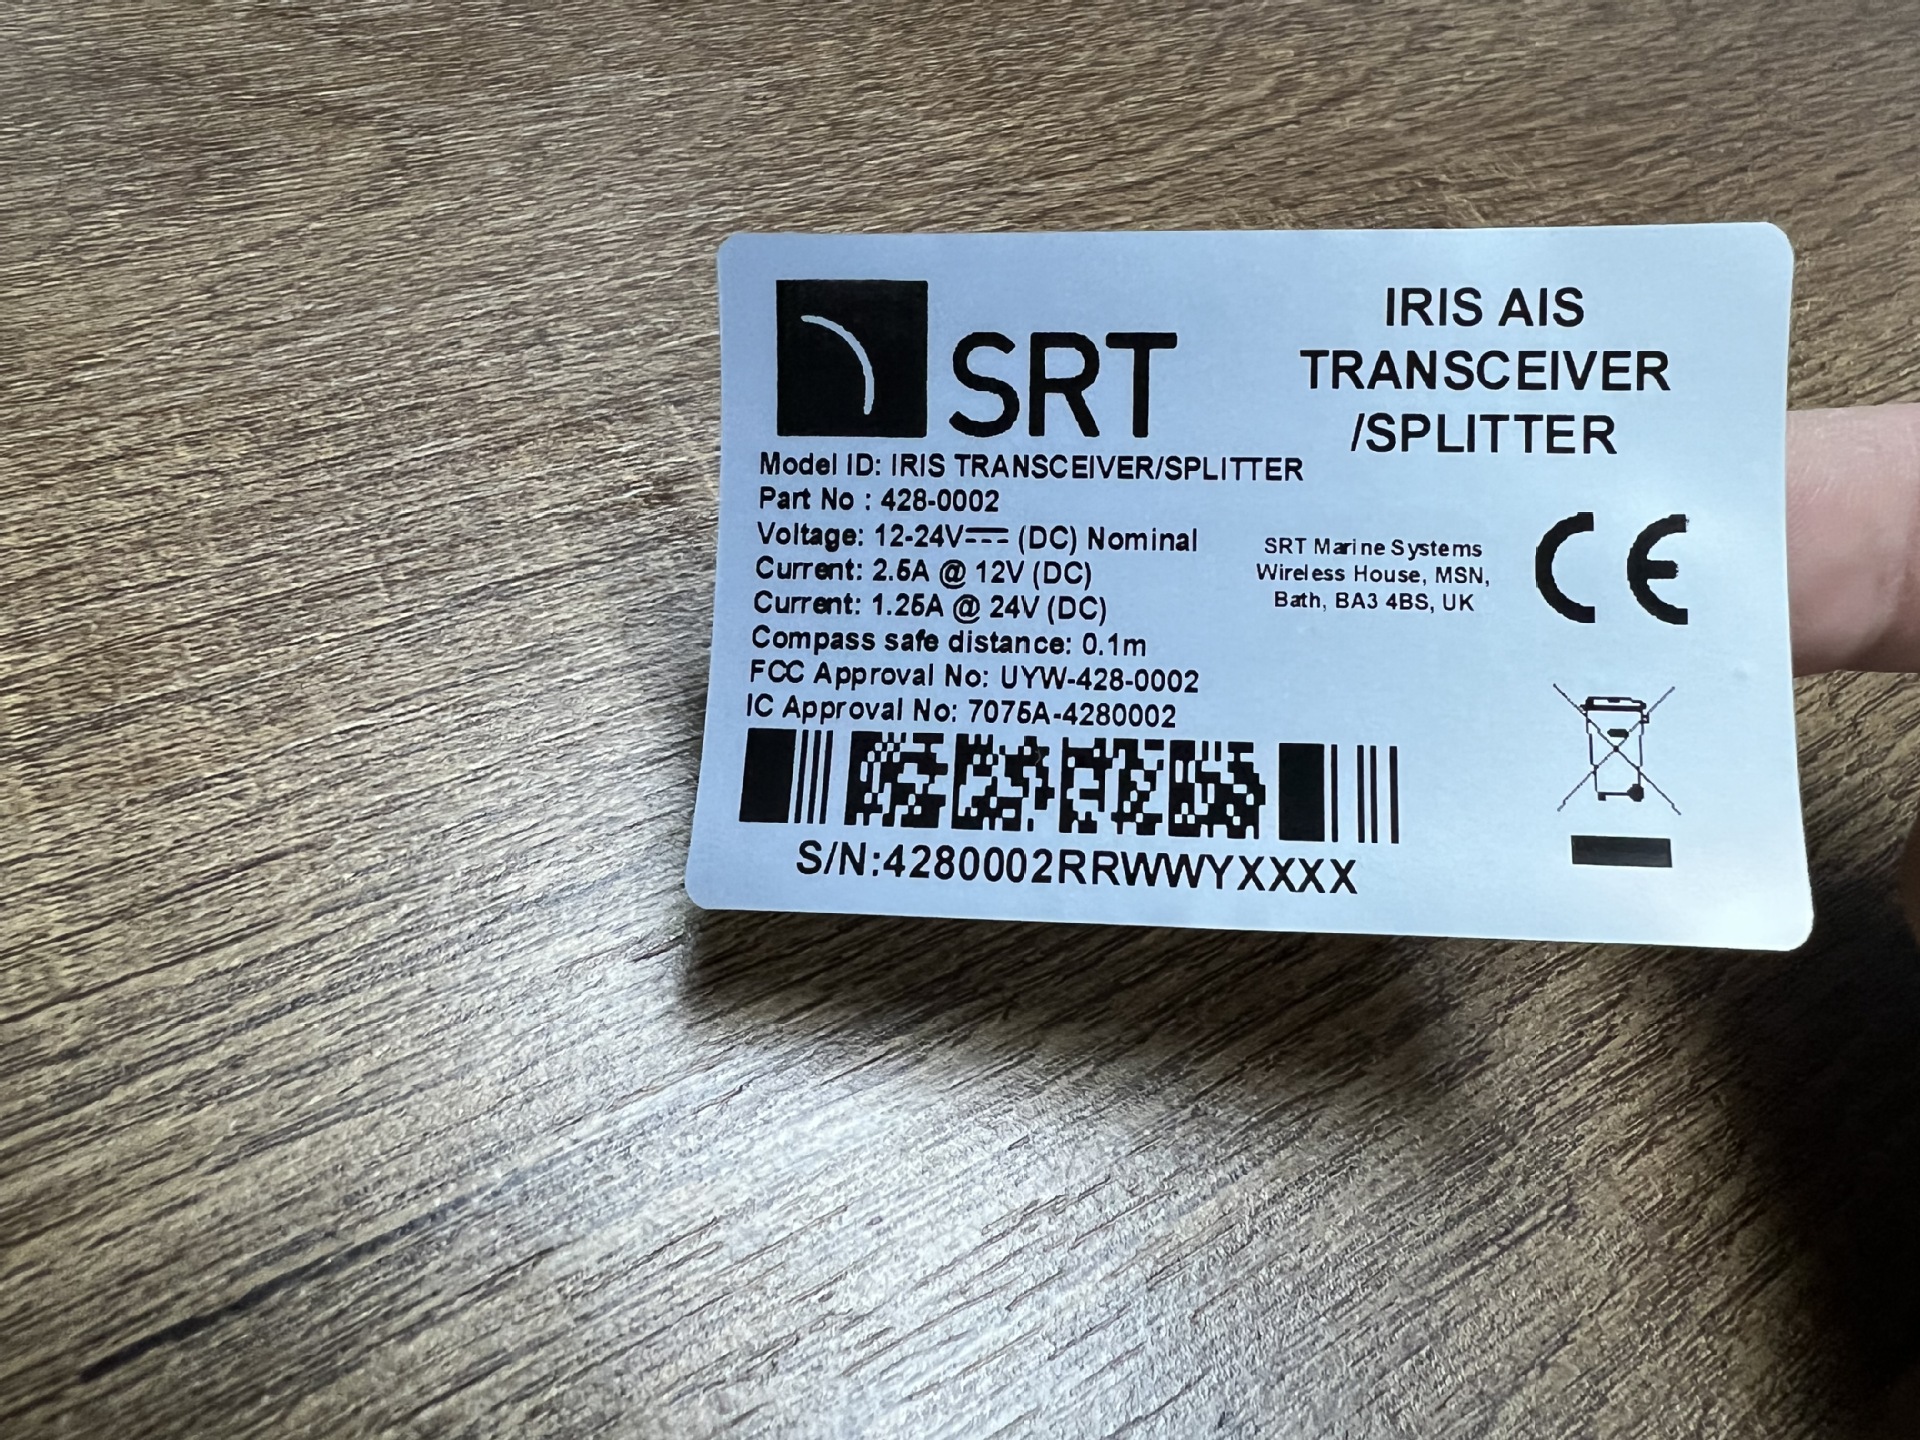 SRT
IRIS AIS
TRANSCEIVER
/SPLITTER
Model ID: IRIS TRANSCEIVER/SPLITTER
Part No : 428-0002
Voltage: 12-24V⎓ (DC) Nominal
Current: 2.5A @ 12V (DC)
Current: 1.25A @ 24V (DC)
Compass safe distance: 0.1m
FCC Approval No: UYW-428-0002
IC Approval No: 7075A-4280002
S/N:4280002RRWWYXXXX
SRT Marine Systems
Wireless House, MSN,
Bath, BA3 4BS, UK
CE